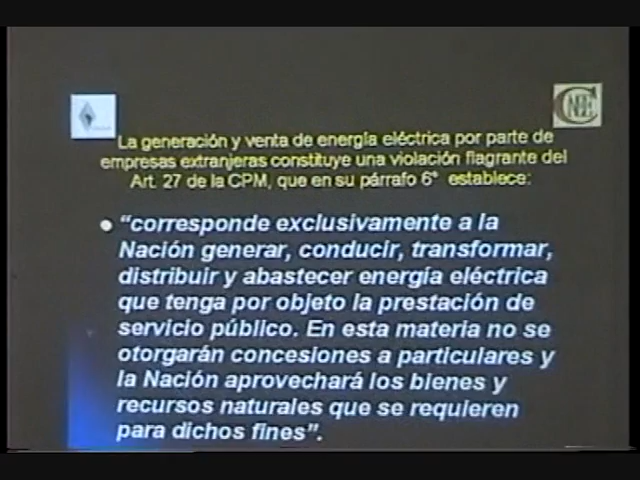 CNEE
La generación y venta de energía eléctrica por parte de
empresas extranjeras constituye una violación flagrante del
Art. 27 de la CPM, que en su párrafo 6° establece:
“corresponde exclusivamente a la
Nación generar, conducir, transformar,
distribuir y abastecer energía eléctrica
que tenga por objeto la prestación de
servicio público. En esta materia no se
otorgarán concesiones a particulares y
la Nación aprovechará los bienes y
recursos naturales que se requieren
para dichos fines”.